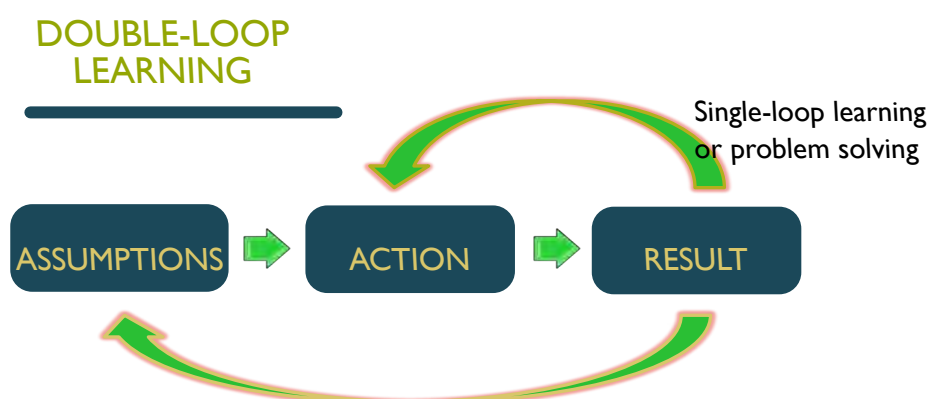 DOUBLE-LOOP
LEARNING
Single-loop learning
or problem solving
ASSUMPTIONS
ACTION
RESULT